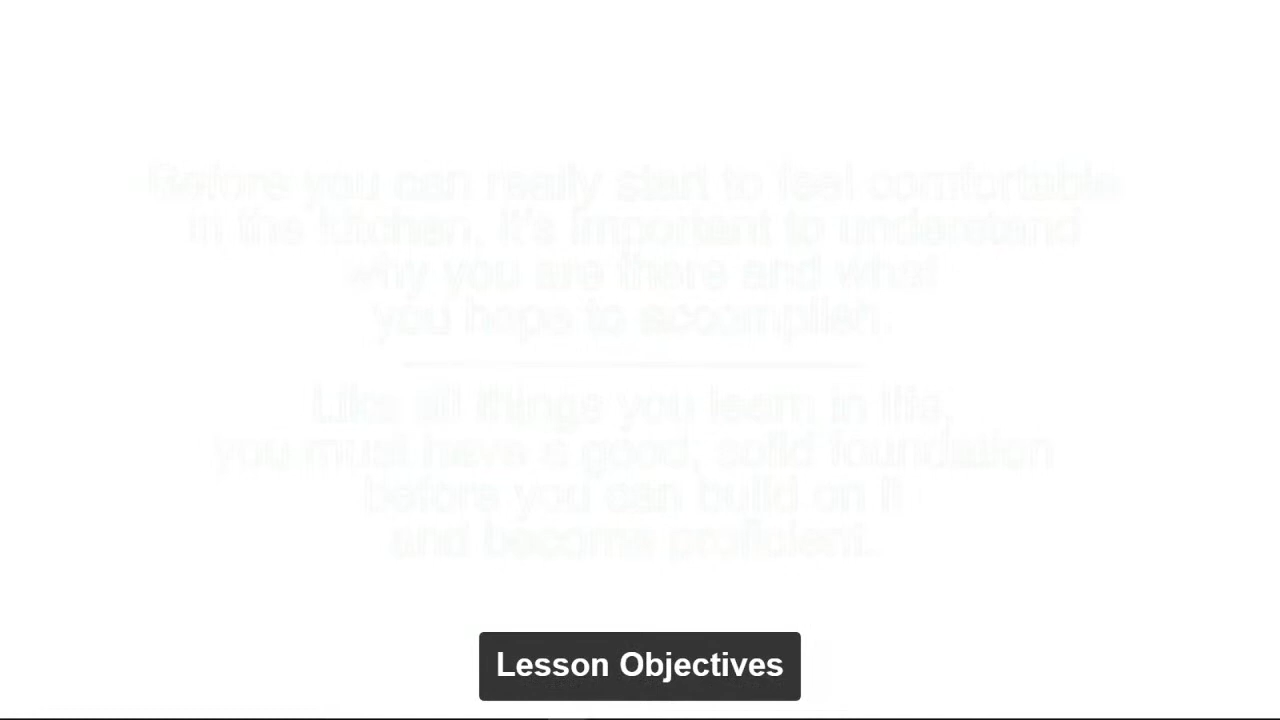 Before you can really start to feel comfortable
in the kitchen, it's important to understand
why you are there and what
you hope to accomplish.
Like all things you learn in life,
you must have a good, solid foundation
before you can build on it
and become proficient.
Lesson Objectives